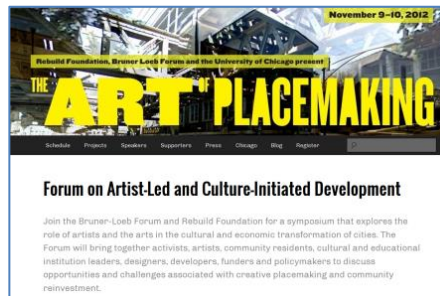 November 9–10, 2012
Rebuild Foundation, Bruner Loeb Forum and the University of Chicago present
THE ART OF PLACEMAKING
Schedule Projects Speakers Supporters Press Chicago Blog Register
Forum on Artist-Led and Culture-Initiated Development
Join the Bruner-Loeb Forum and Rebuild Foundation for a symposium that explores the
role of artists and the arts in the cultural and economic transformation of cities. The
Forum will bring together activists, artists, community residents, cultural and educational
institution leaders, designers, developers, funders and policymakers to discuss
opportunities and challenges associated with creative placemaking and community
reinvestment.